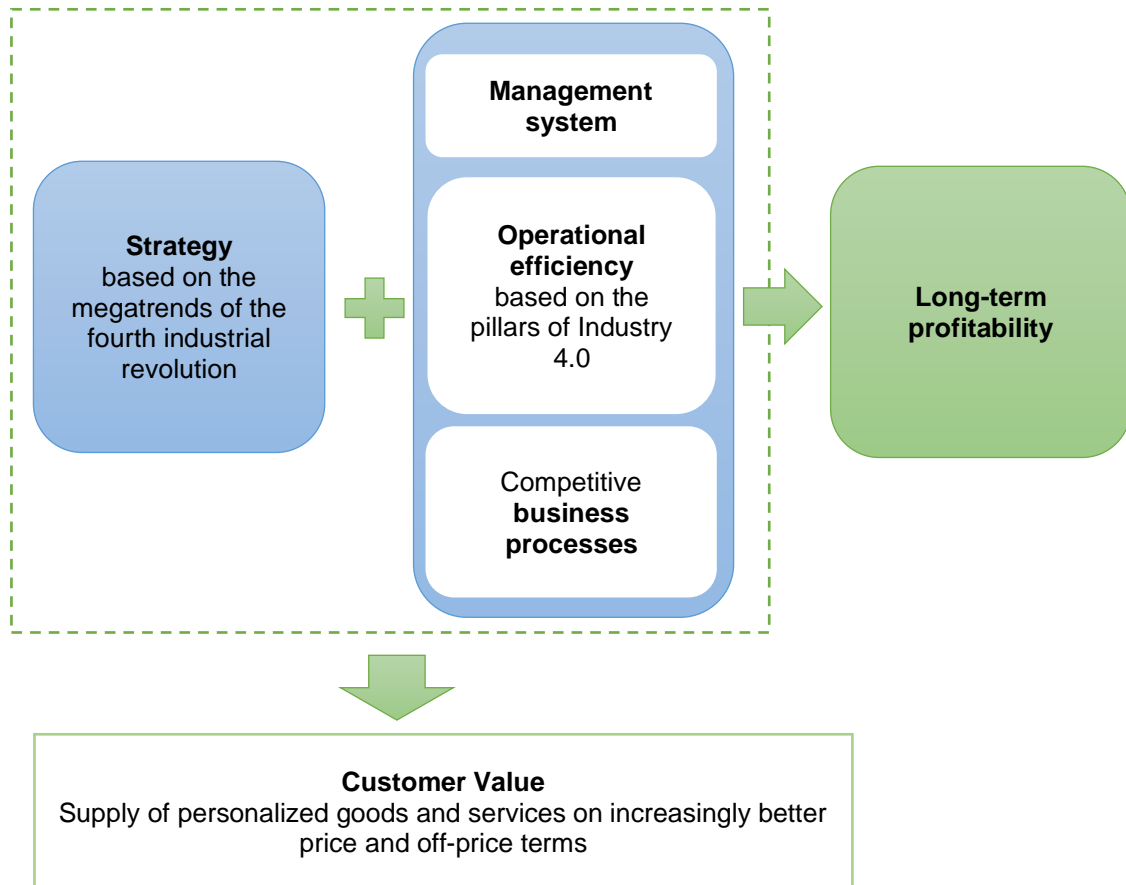 Strategy
based on the
megatrends of the
fourth industrial
revolution
Management
system
Operational
efficiency
based on the
pillars of Industry
4.0
Competitive
business
processes
Long-term
profitability
Customer Value
Supply of personalized goods and services on increasingly better
price and off-price terms